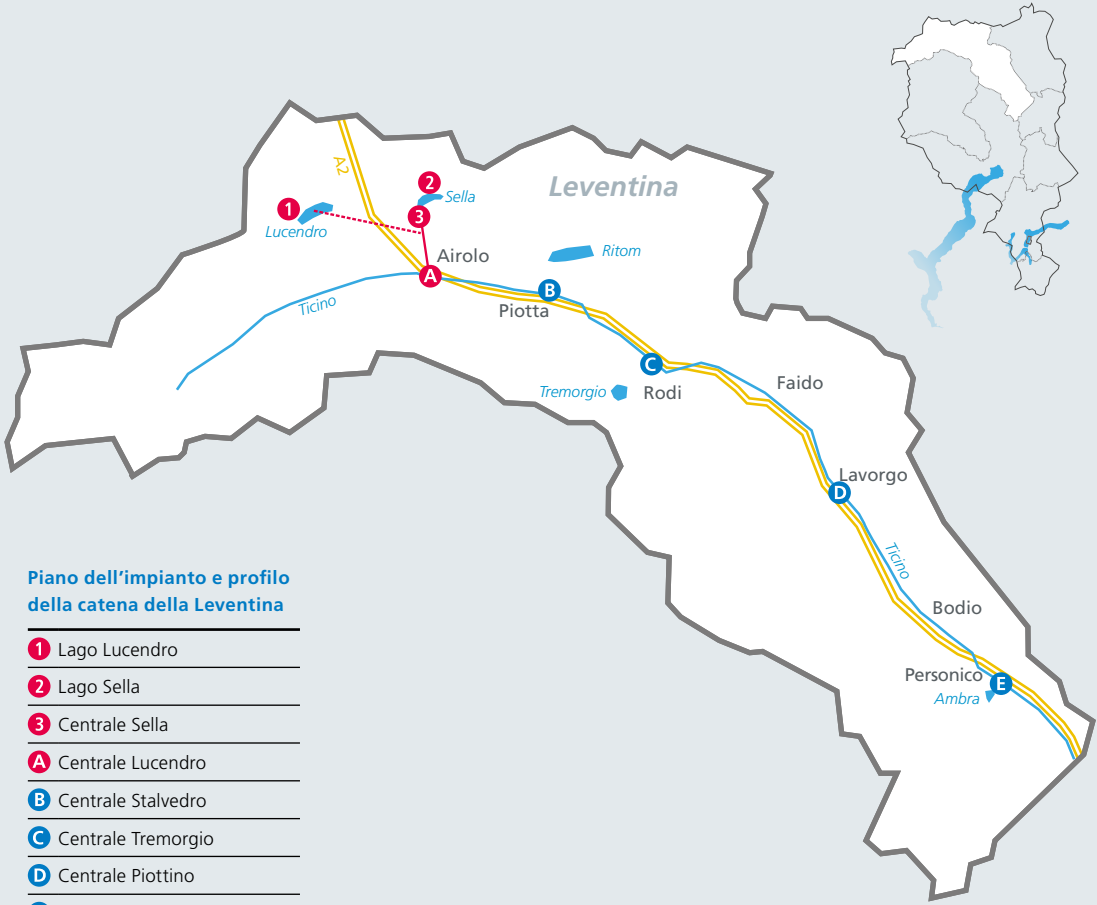 Leventina
A2
2
Sella
1
3
Lucendro
Airolo
Ritom
A
B
Ticino
Piotta
C
Tremorgio
Rodi
Faido
Lavorgo
D
Ticino
Bodio
Personico
E
Ambra
Piano dell’impianto e profilo
della catena della Leventina
1 Lago Lucendro
2 Lago Sella
3 Centrale Sella
A Centrale Lucendro
B Centrale Stalvedro
C Centrale Tremorgio
D Centrale Piottino